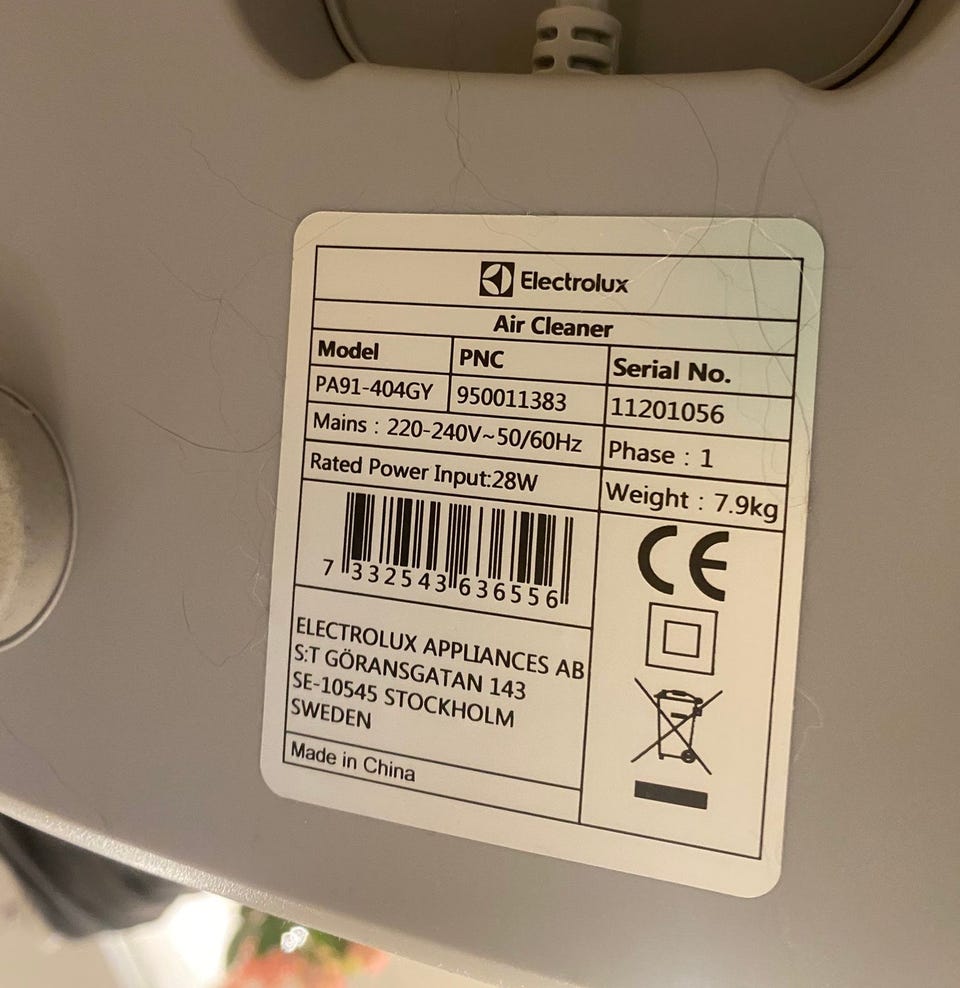 Electrolux
Air Cleaner
Model PNC Serial No.
PA91-404GY 950011383 11201056
Mains : 220-240V~50/60Hz Phase : 1
Rated Power Input:28W Weight : 7.9kg
7 332543 636556
CE
ELECTROLUX APPLIANCES AB
S:T GÖRANSGATAN 143
SE-10545 STOCKHOLM
SWEDEN
Made in China